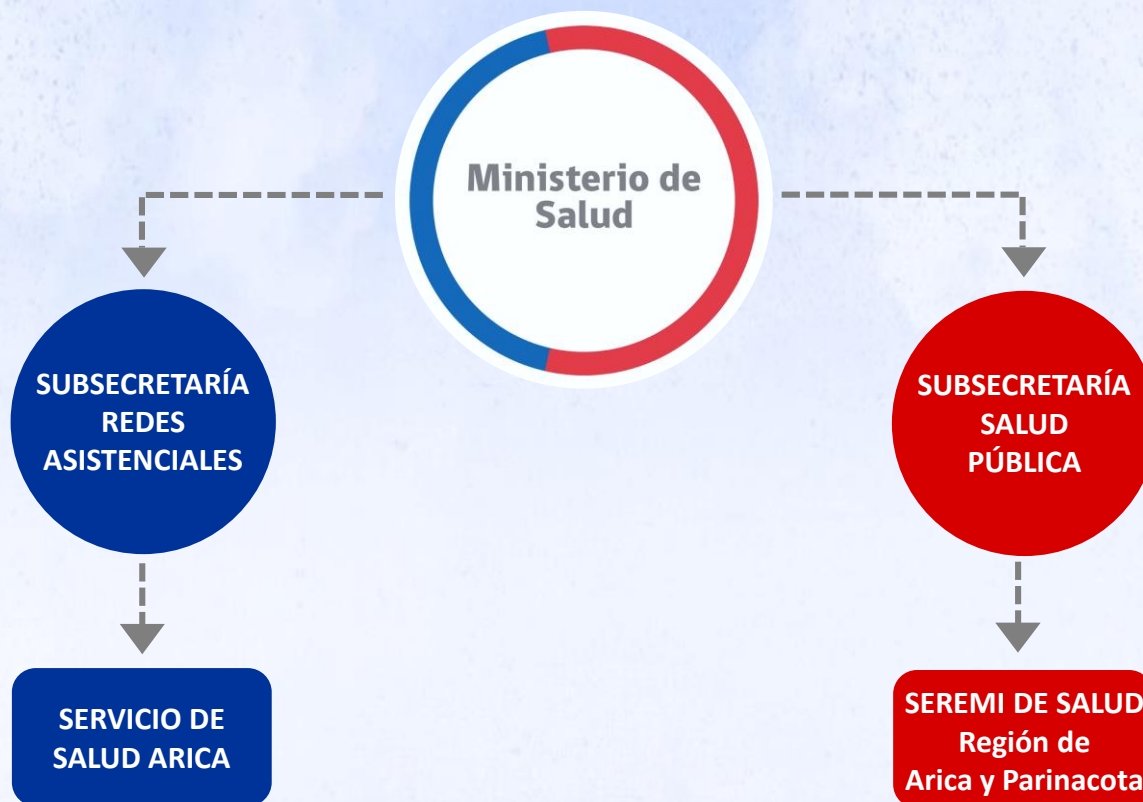 Ministerio de
Salud
SUBSECRETARÍA
REDES
ASISTENCIALES
SUBSECRETARÍA
SALUD
PÚBLICA
SERVICIO DE
SALUD ARICA
SEREMI DE SALUD
Región de
Arica y Parinacota